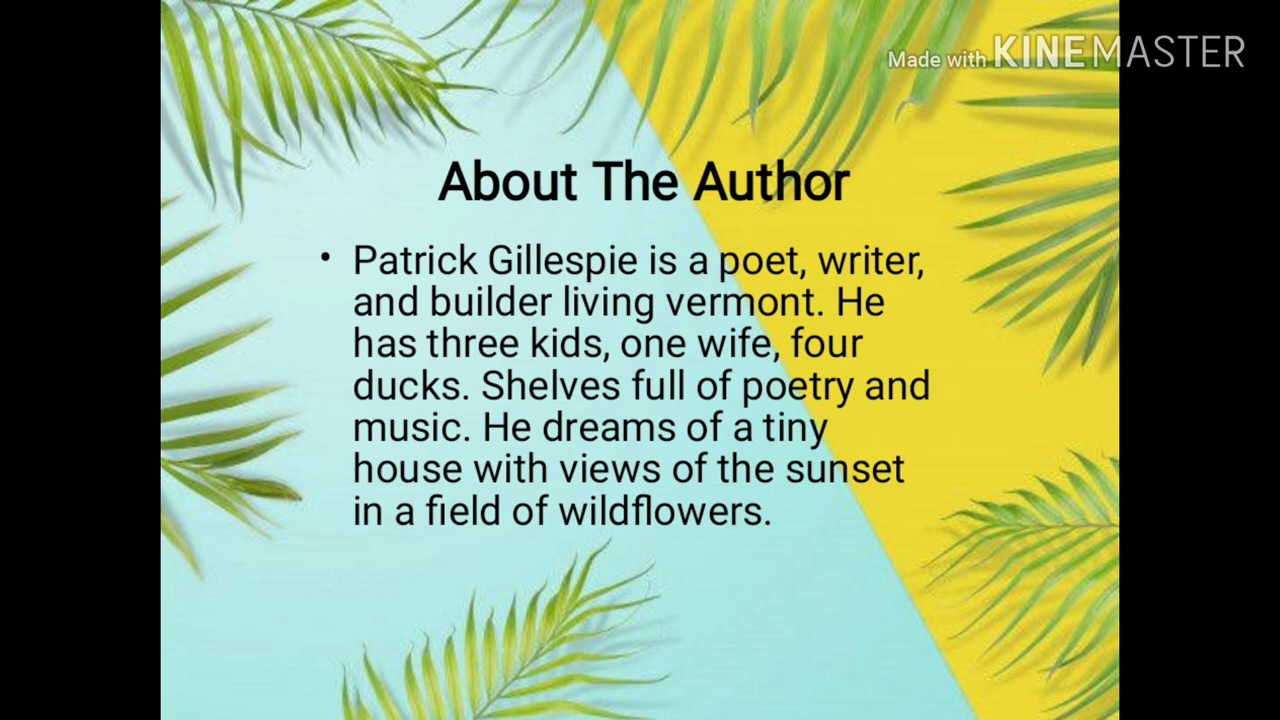 Made with KINEMASTER
About The Author
• Patrick Gillespie is a poet, writer,
and builder living vermont. He
has three kids, one wife, four
ducks. Shelves full of poetry and
music. He dreams of a tiny
house with views of the sunset
in a field of wildflowers.